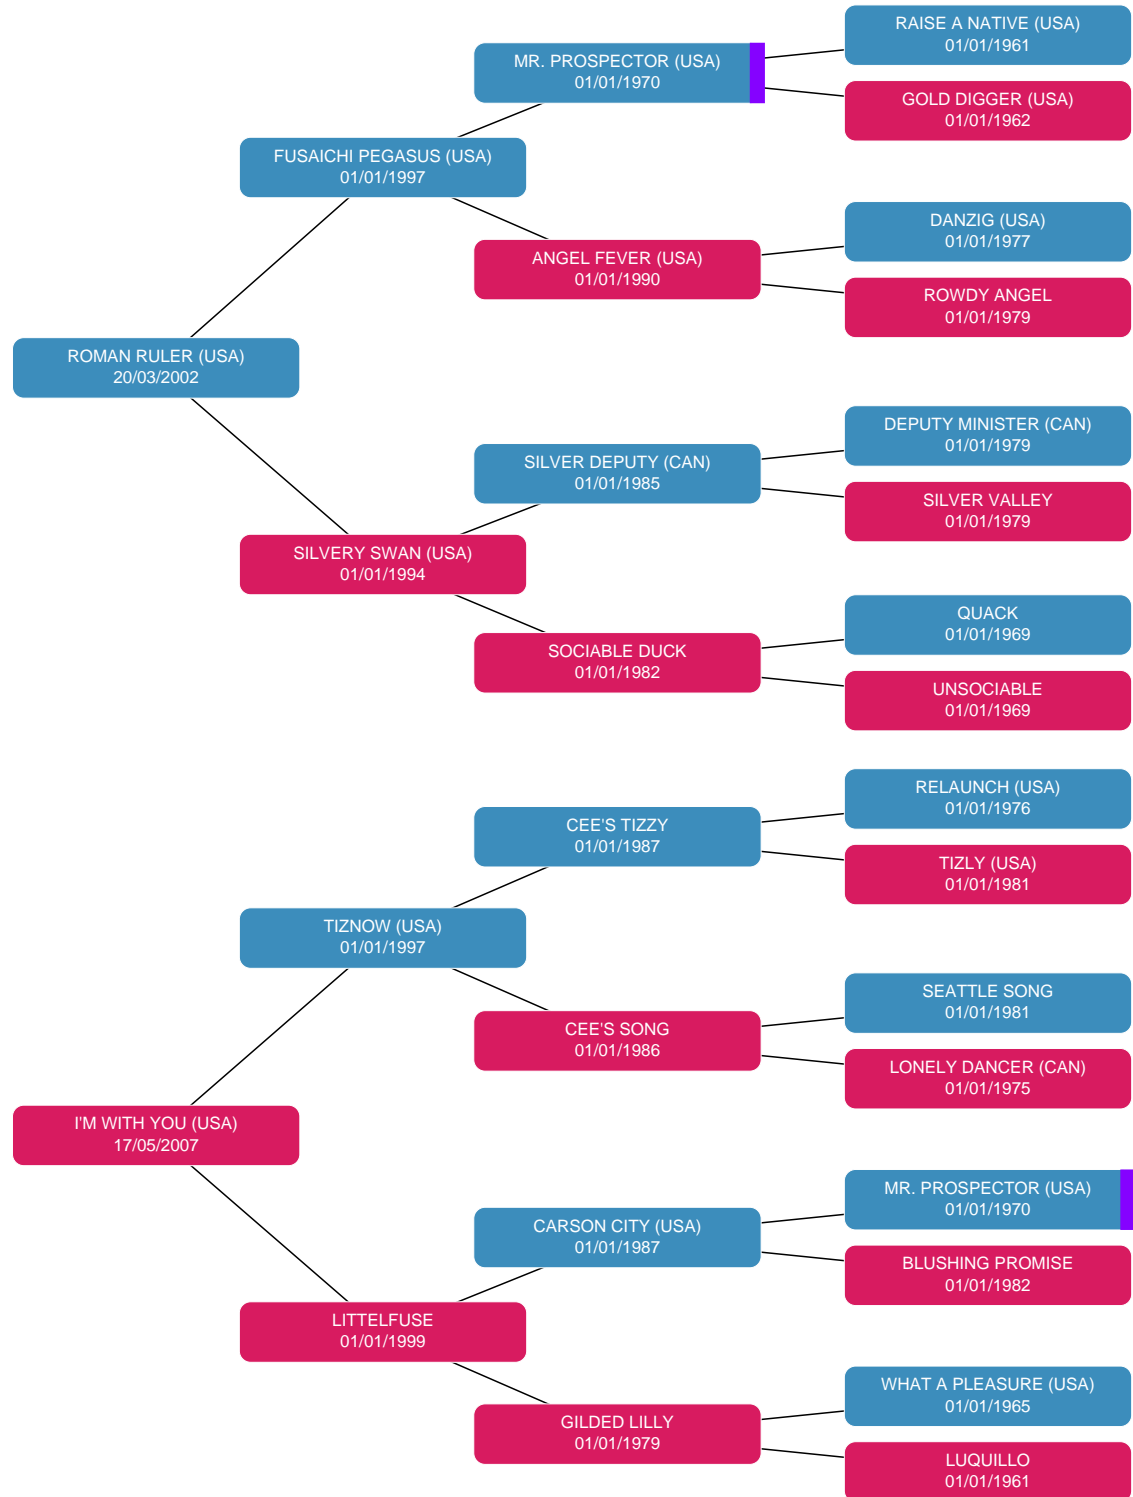 RAISE A NATIVE (USA)
01/01/1961
MR. PROSPECTOR (USA)
01/01/1970
GOLD DIGGER (USA)
01/01/1962
FUSAICHI PEGASUS (USA)
01/01/1997
DANZIG (USA)
01/01/1977
ANGEL FEVER (USA)
01/01/1990
ROWDY ANGEL
01/01/1979
ROMAN RULER (USA)
20/03/2002
DEPUTY MINISTER (CAN)
01/01/1979
SILVER DEPUTY (CAN)
01/01/1985
SILVER VALLEY
01/01/1979
SILVERY SWAN (USA)
01/01/1994
QUACK
01/01/1969
SOCIABLE DUCK
01/01/1982
UNSOCIABLE
01/01/1969
RELAUNCH (USA)
01/01/1976
CEE'S TIZZY
01/01/1987
TIZLY (USA)
01/01/1981
TIZNOW (USA)
01/01/1997
SEATTLE SONG
01/01/1981
CEE'S SONG
01/01/1986
LONELY DANCER (CAN)
01/01/1975
I'M WITH YOU (USA)
17/05/2007
MR. PROSPECTOR (USA)
01/01/1970
CARSON CITY (USA)
01/01/1987
BLUSHING PROMISE
01/01/1982
LITTELFUSE
01/01/1999
WHAT A PLEASURE (USA)
01/01/1965
GILDED LILLY
01/01/1979
LUQUILLO
01/01/1961